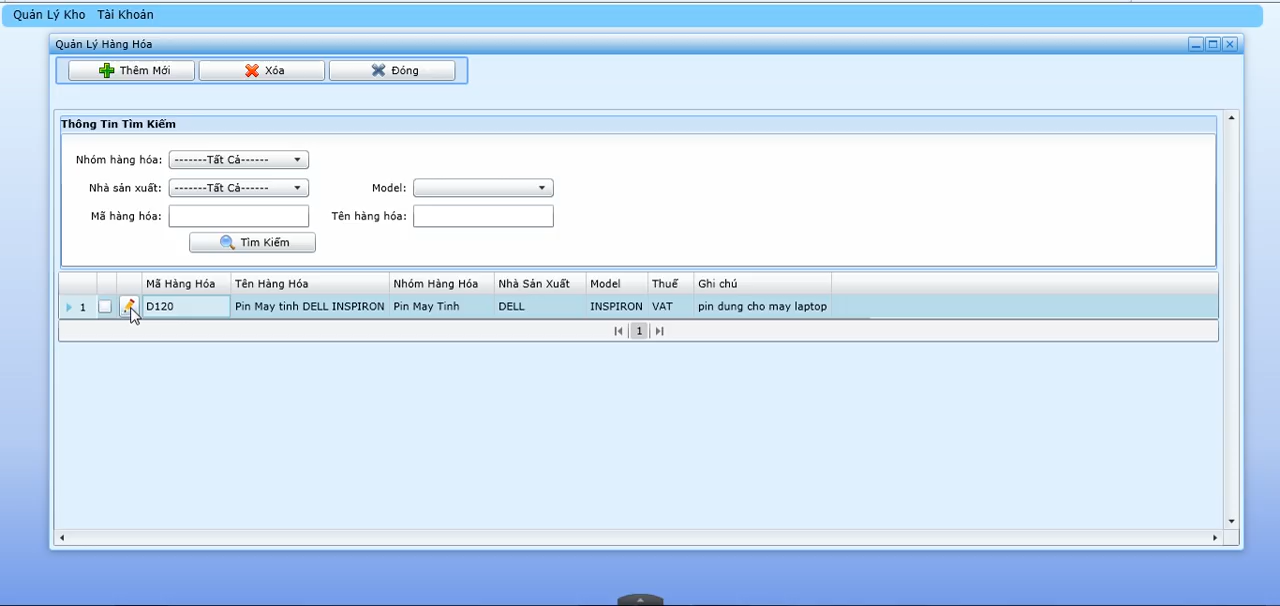 Quản Lý Kho Tài Khoản
Quản Lý Hàng Hóa
Thêm Mới Xóa Đóng
Thông Tin Tìm Kiếm
Nhóm hàng hóa: -------Tất Cả------
Nhà sản xuất: -------Tất Cả------ Model:
Mã hàng hóa: Tên hàng hóa:
Tìm Kiếm
Mã Hàng Hóa Tên Hàng Hóa Nhóm Hàng Hóa Nhà Sản Xuất Model Thuế Ghi chú
1 D120 Pin May tinh DELL INSPIRON Pin May Tinh DELL INSPIRON VAT pin dung cho may laptop
1